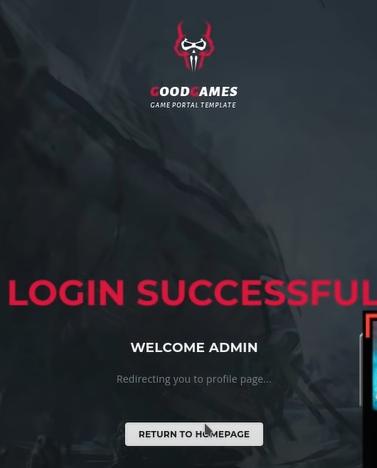 GOODGAMES
GAME PORTAL TEMPLATE
LOGIN SUCCESSFUL
WELCOME ADMIN
Redirecting you to profile page...
RETURN TO HOMEPAGE